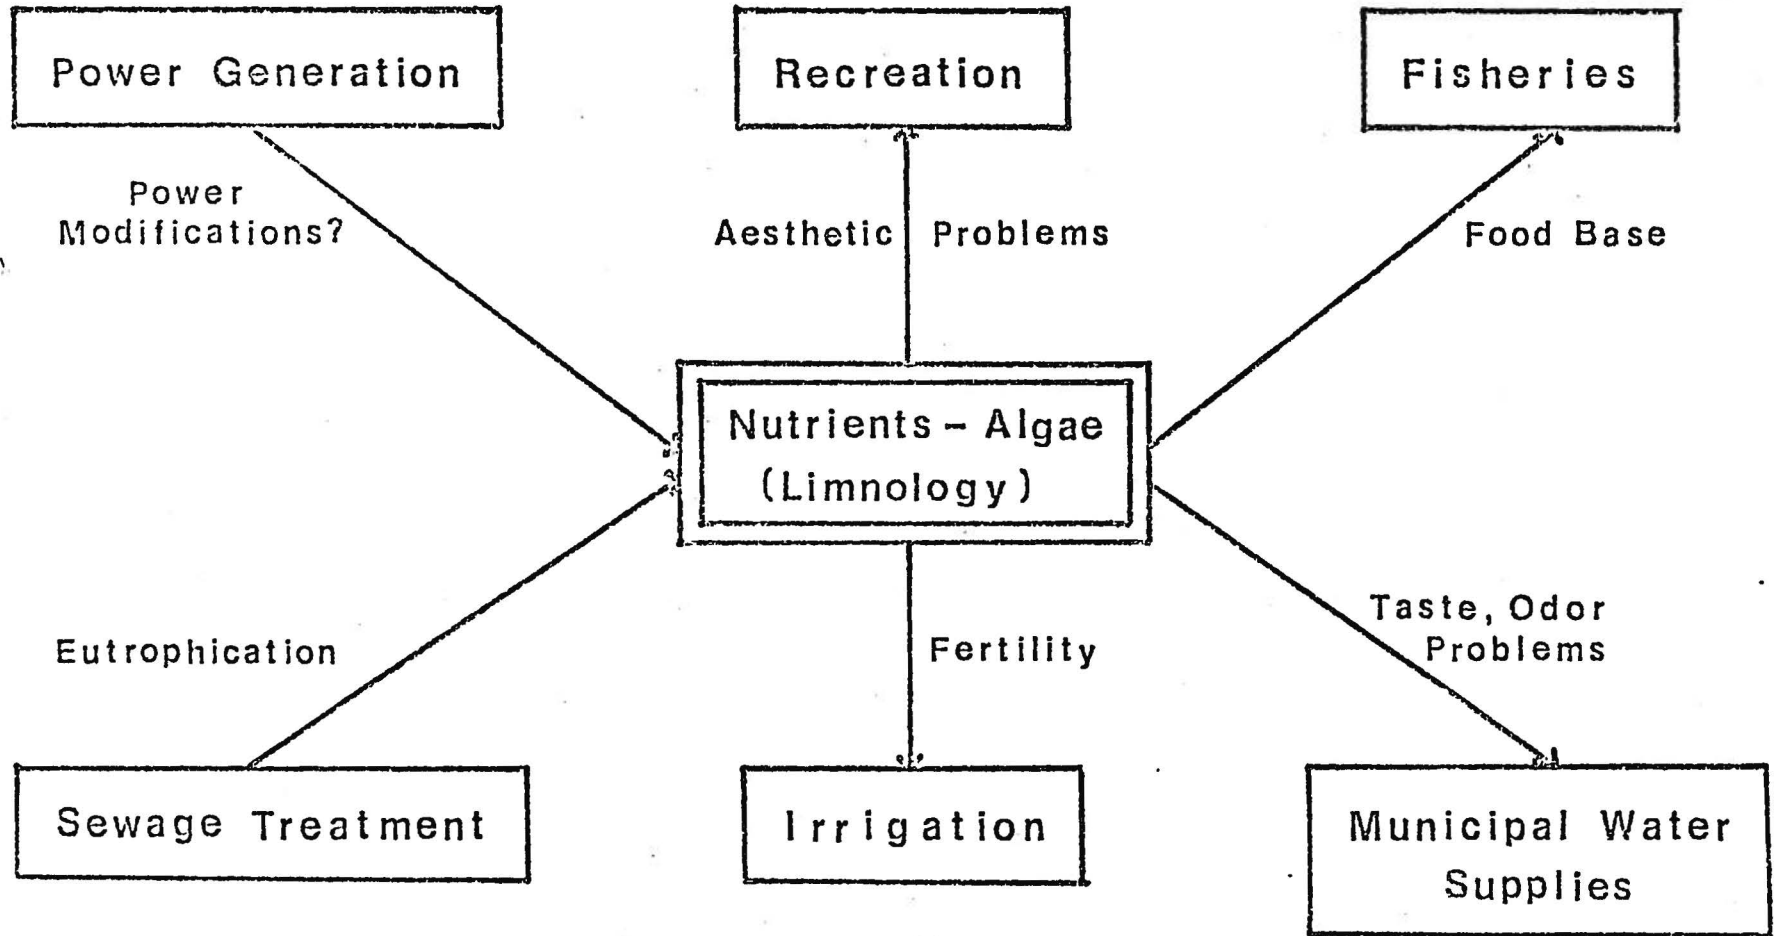 Power Generation
Recreation
Fisheries
Power
Modifications?
Aesthetic Problems
Food Base
Nutrients - Algae
(Limnology)
Eutrophication
Fertility
Taste, Odor
Problems
Sewage Treatment
Irrigation
Municipal Water
Supplies